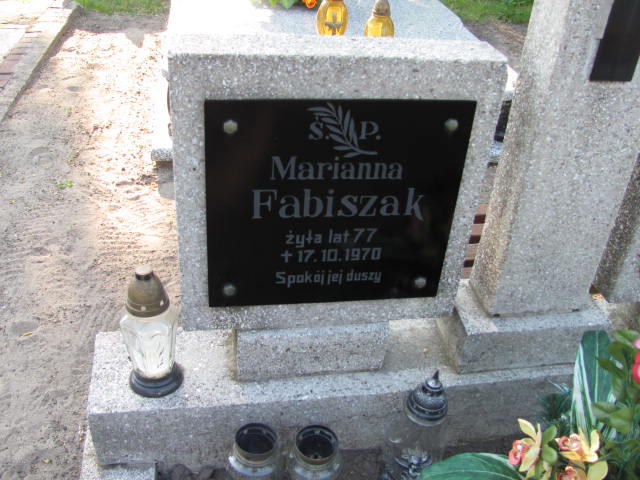 Ś. P.
Marianna
Fabiszak
żyła lat 77
+ 17.10.1970
Spokój jej duszy